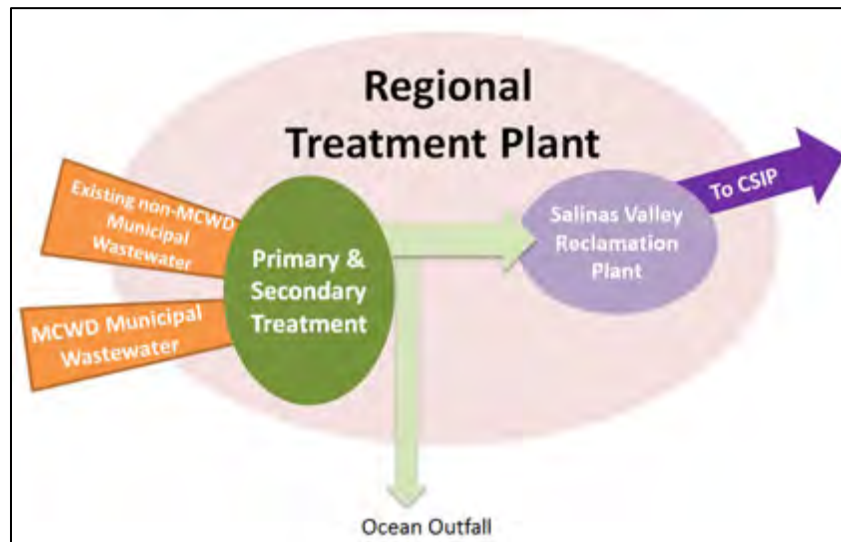 Regional
Treatment Plant
Existing non-MCWD
Municipal
Wastewater
MCWD Municipal
Wastewater
Primary &
Secondary
Treatment
Salinas Valley
Reclamation
Plant
To CSIP
Ocean Outfall